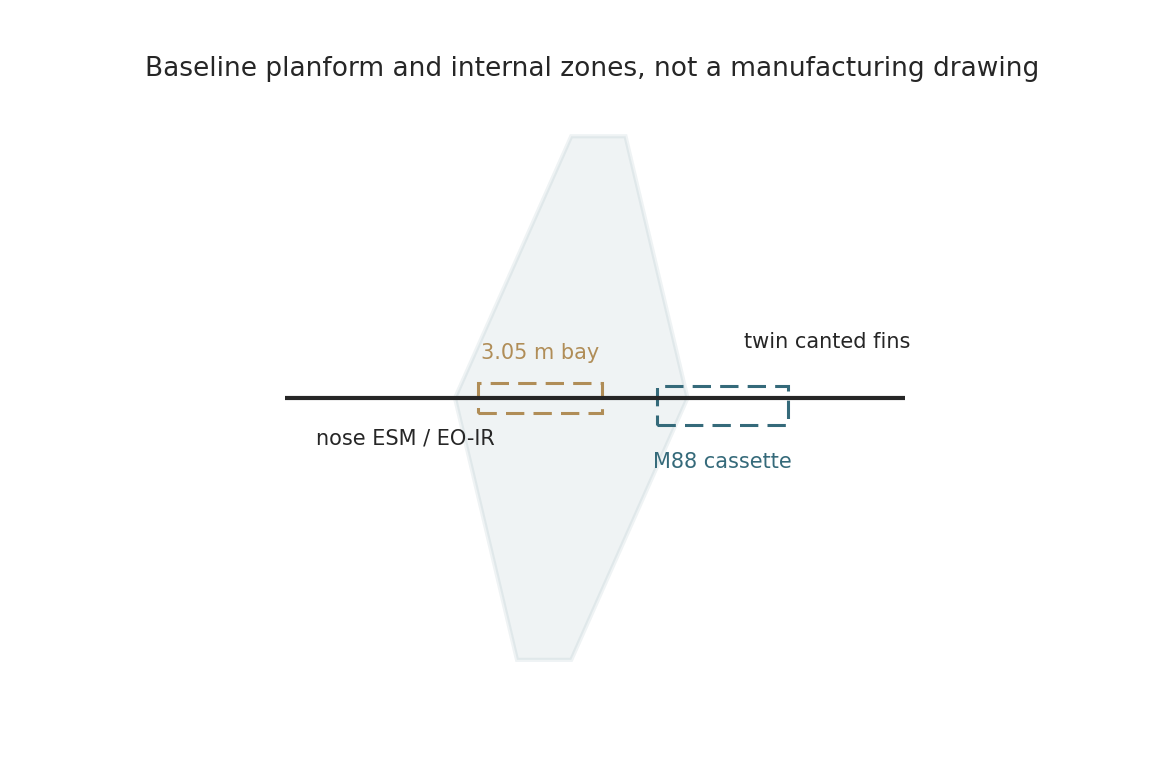 Baseline planform and internal zones, not a manufacturing drawing
twin canted fins
3.05 m bay
nose ESM / EO-IR
M88 cassette